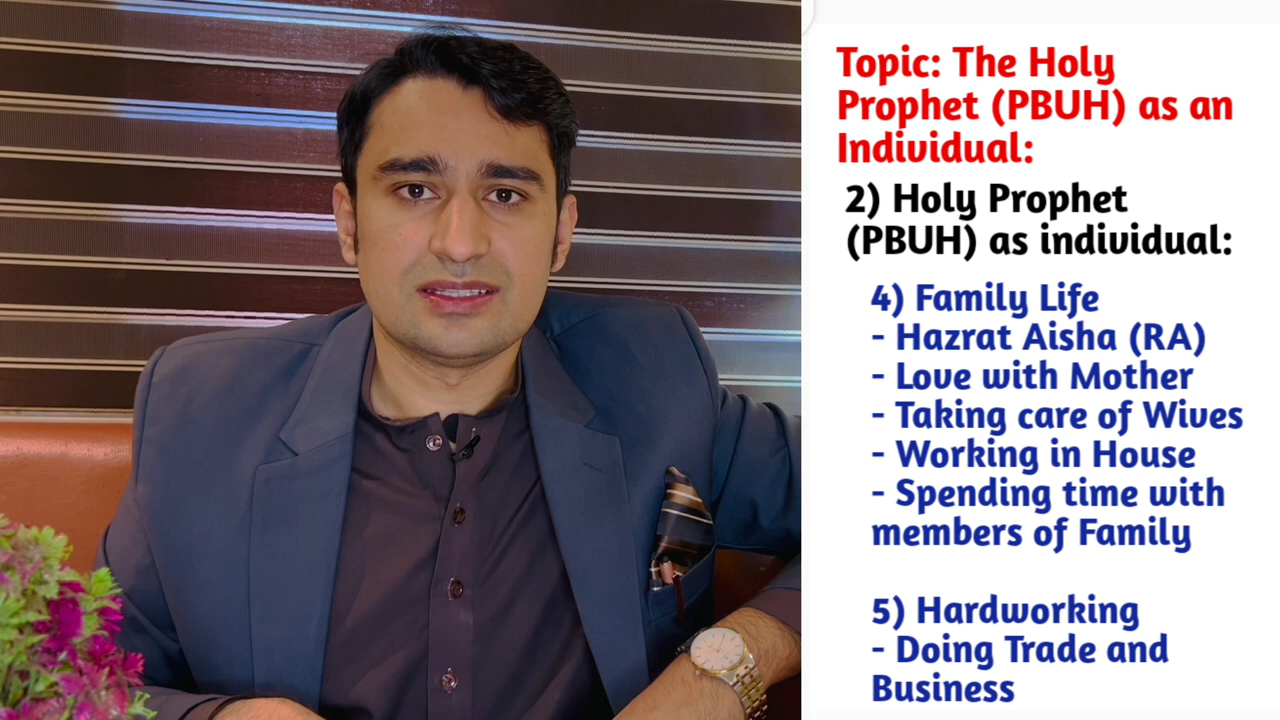 Topic: The Holy
Prophet (PBUH) as an
Individual:
2) Holy Prophet
(PBUH) as individual:
4) Family Life
- Hazrat Aisha (RA)
- Love with Mother
- Taking care of Wives
- Working in House
- Spending time with
members of Family
5) Hardworking
- Doing Trade and
Business